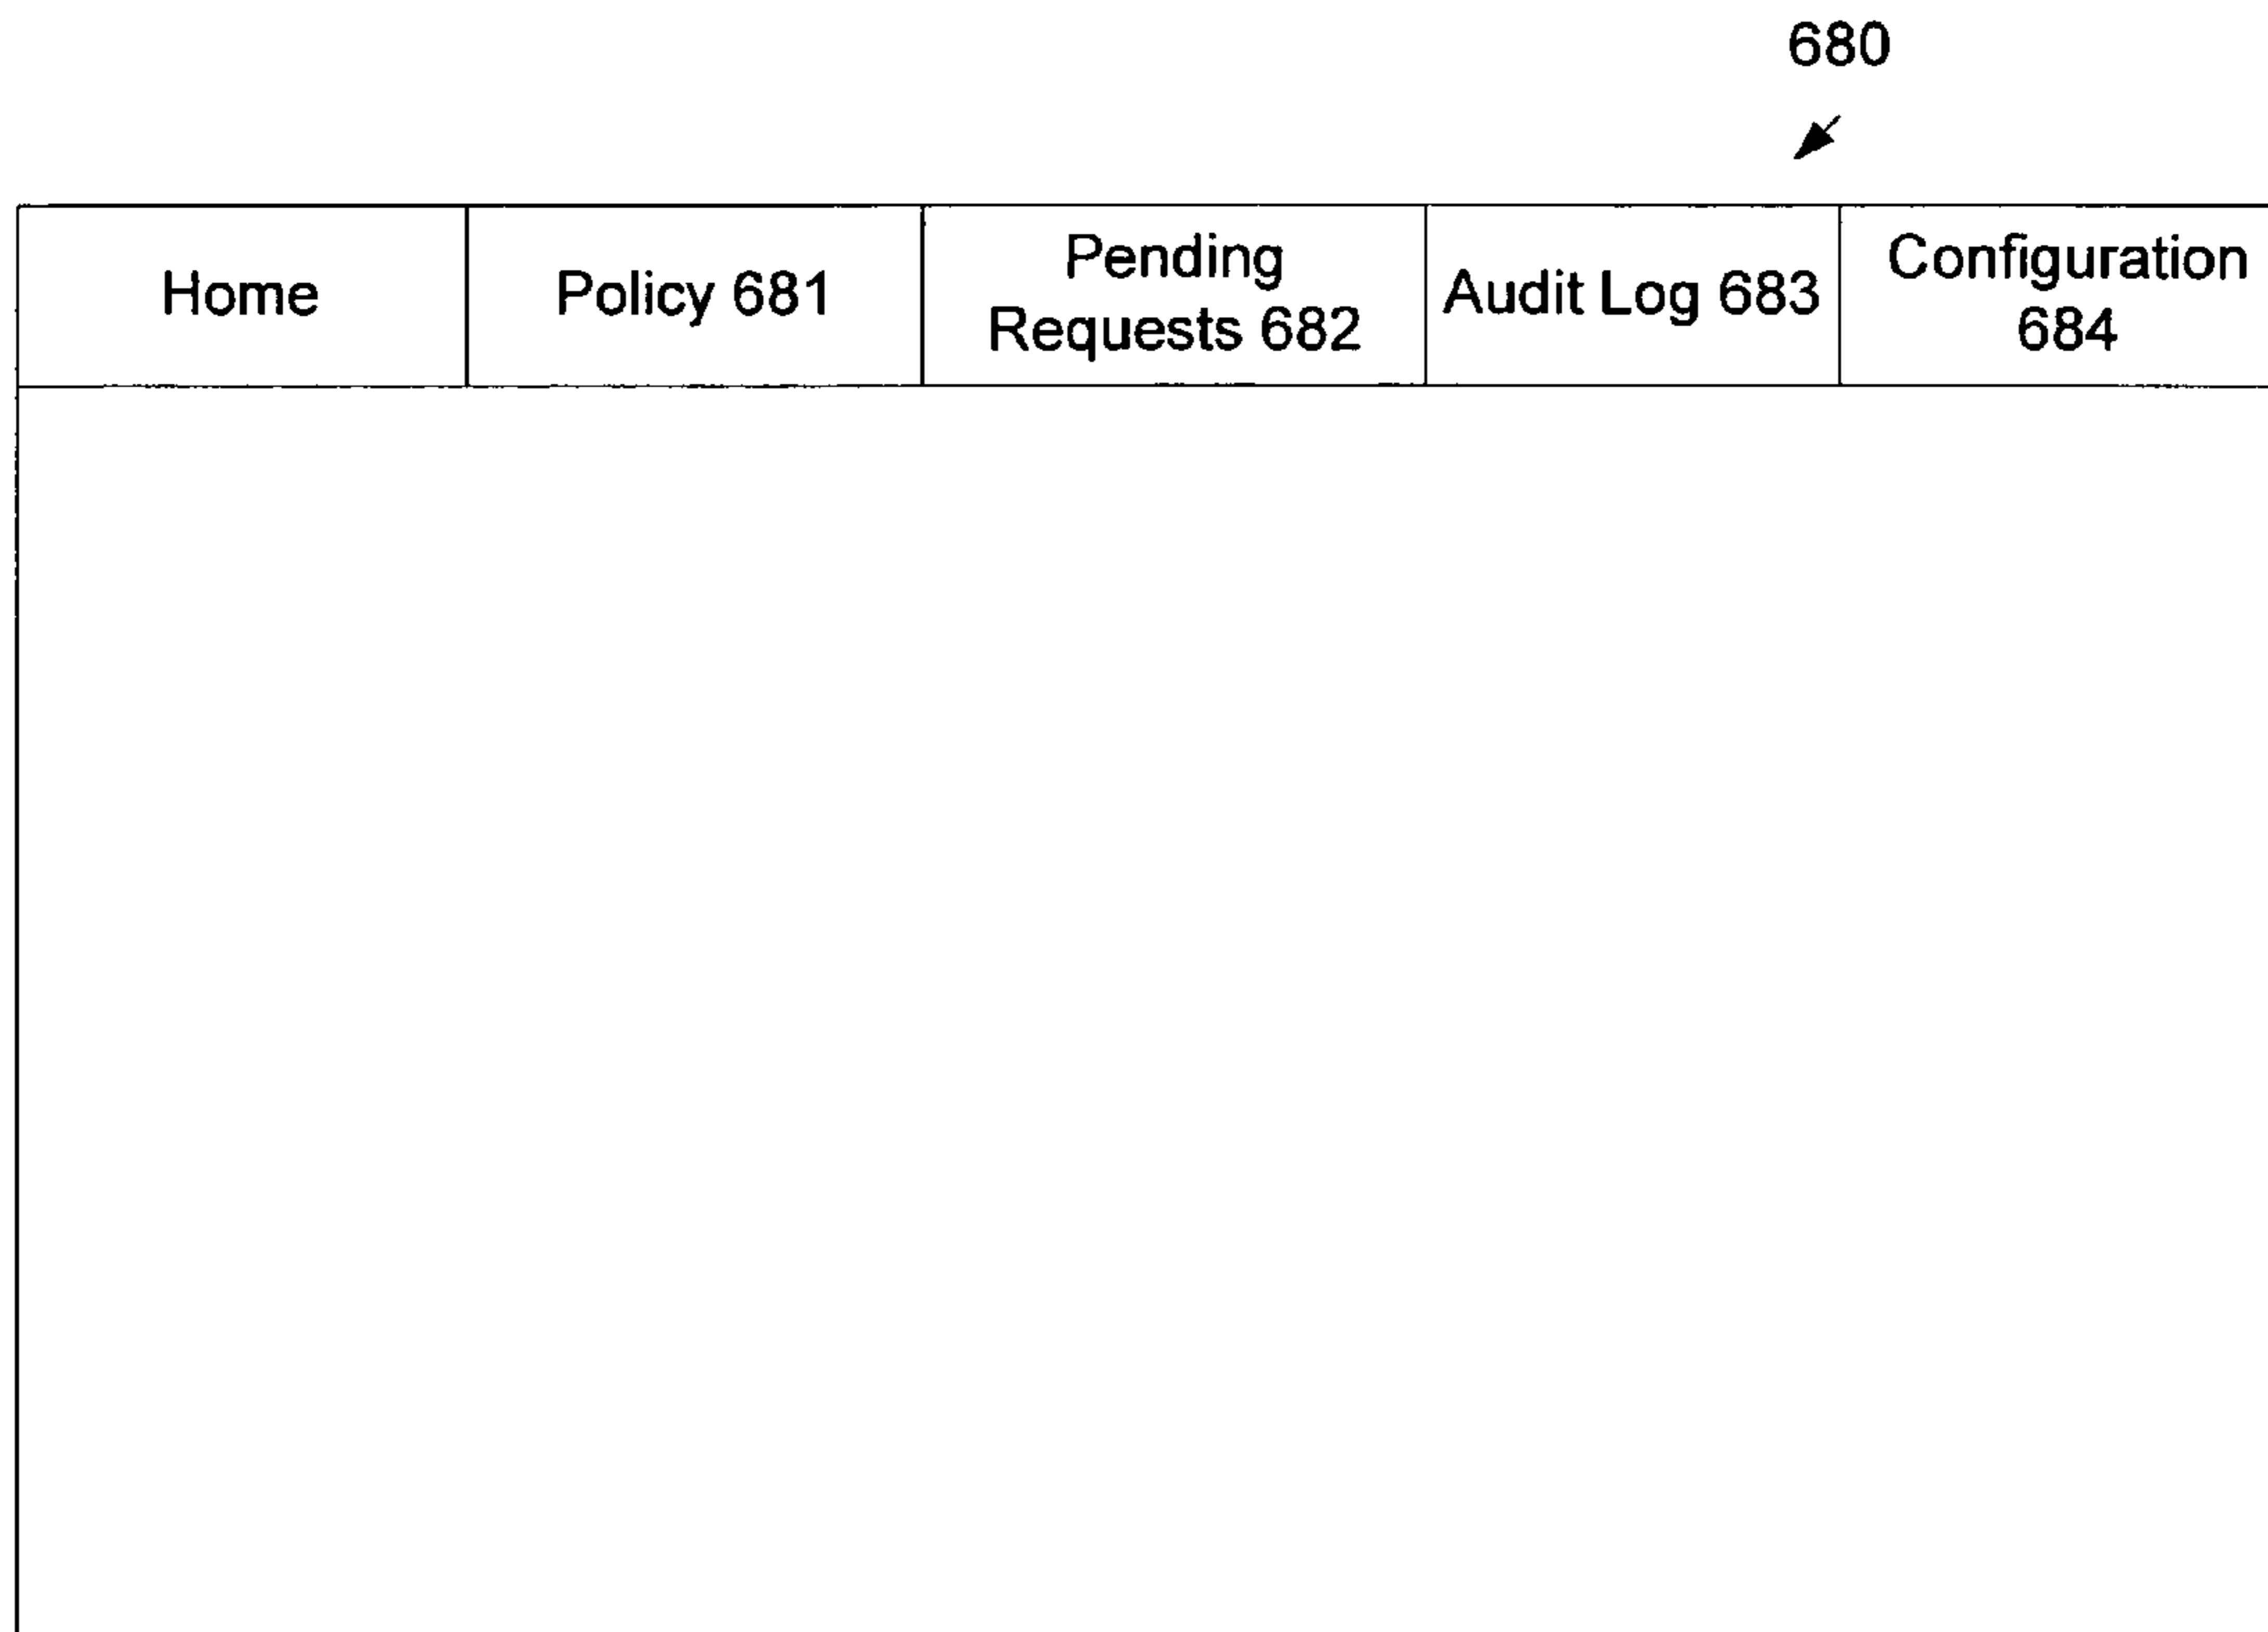 680
Home
Policy 681
Pending
Requests 682
Audit Log 683
Configuration
684